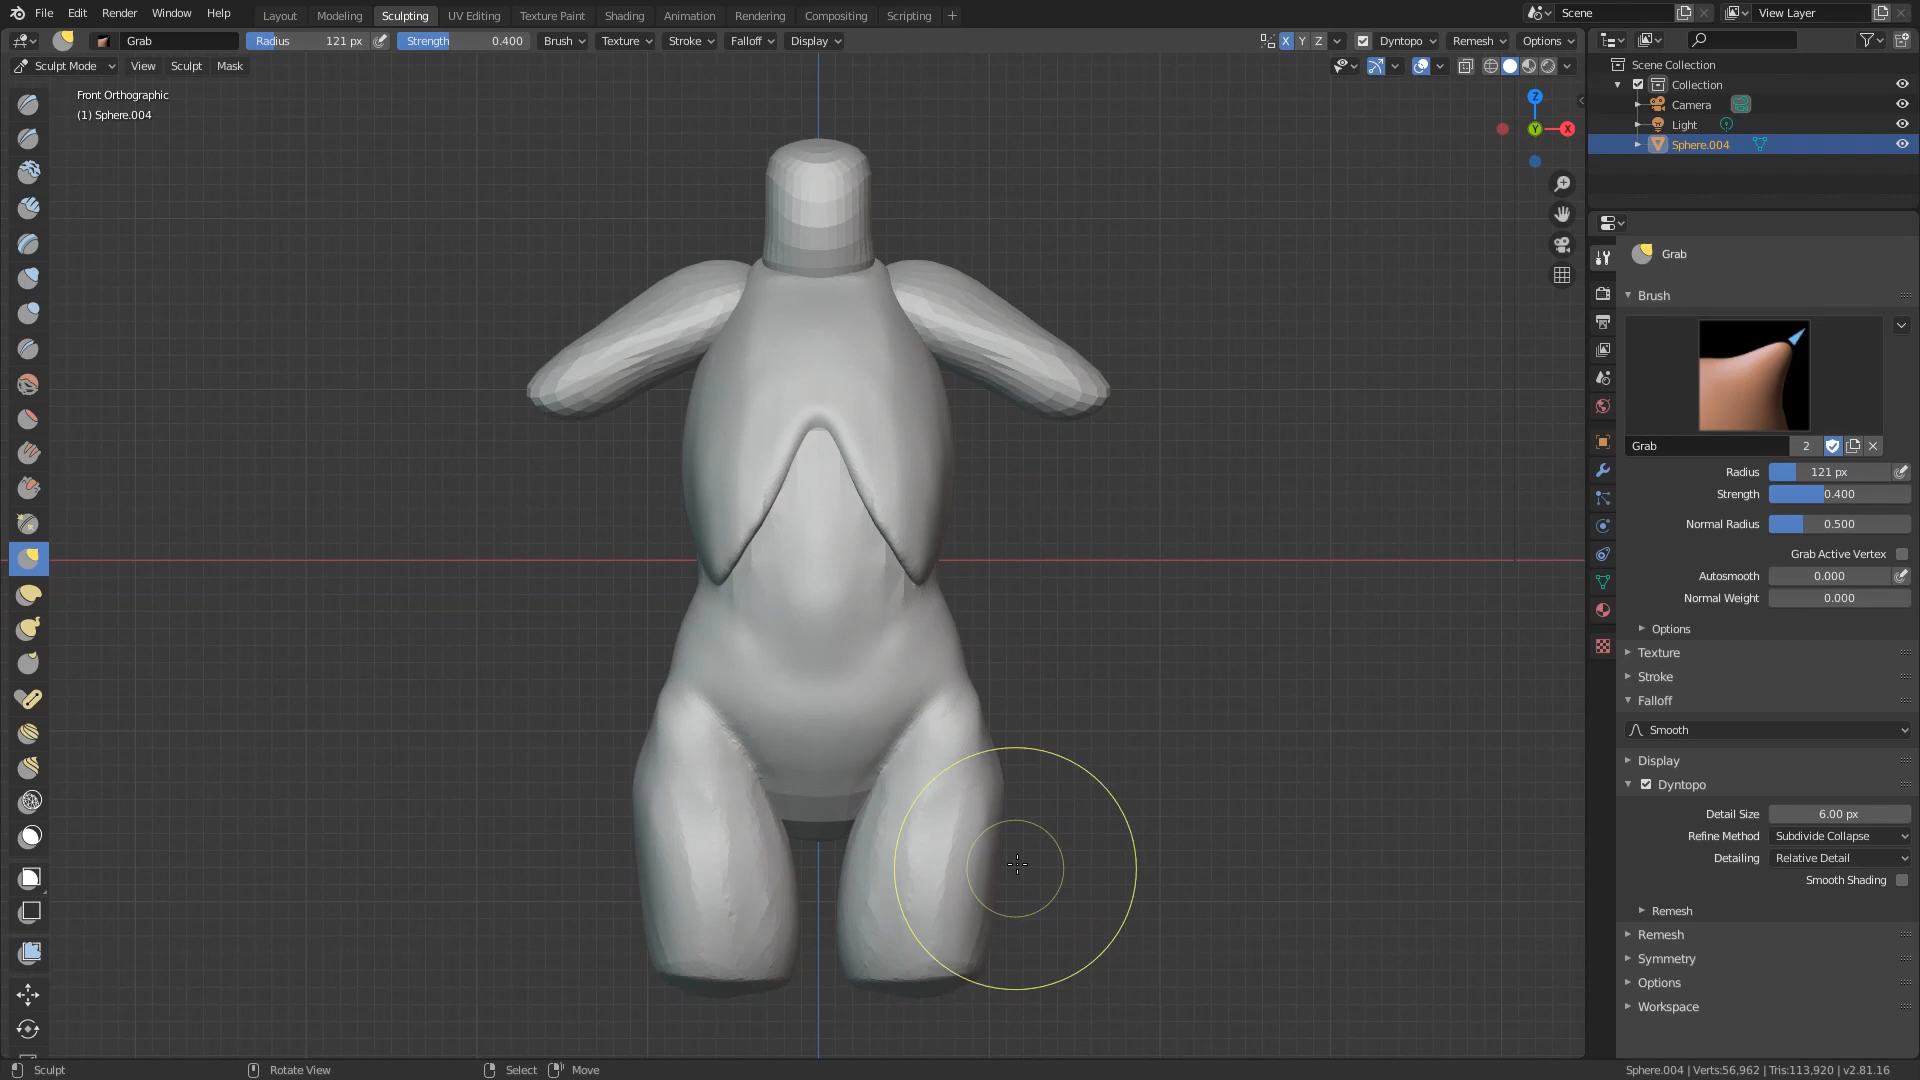 File Edit Render Window Help
Layout Modeling Sculpting UV Editing Texture Paint Shading Animation Rendering Compositing Scripting +
Scene
View Layer
Grab Radius 121 px Strength 0.400 Brush Texture Stroke Falloff Display
X Y Z Dyntopo Remesh Options
Sculpt Mode View Sculpt Mask
Front Orthographic
(1) Sphere.004
Z
Y
X
Scene Collection
Collection
Camera
Light
Sphere.004
Grab
Brush
Grab 2
Radius 121 px
Strength 0.400
Normal Radius 0.500
Grab Active Vertex
Autosmooth 0.000
Normal Weight 0.000
Options
Texture
Stroke
Falloff
Smooth
Display
Dyntopo
Detail Size 6.00 px
Refine Method Subdivide Collapse
Detailing Relative Detail
Smooth Shading
Remesh
Remesh
Symmetry
Options
Workspace
Sculpt Rotate View Select Move
Sphere.004 | Verts:56,962 | Tris:113,920 | v2.81.16